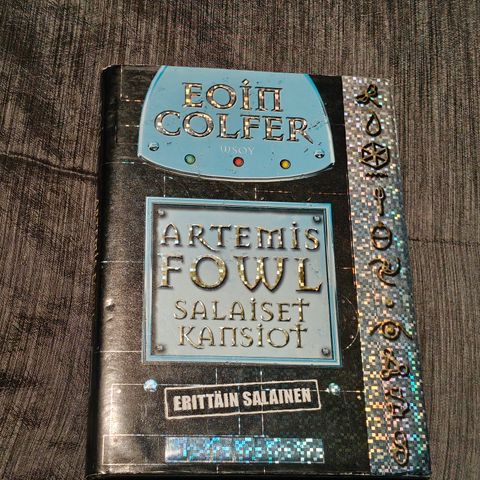 EOIN
COLFER
WSOY
ARTEMIS
FOWL
SALAISET
KANSIOT
ERITTÄIN SALAINEN